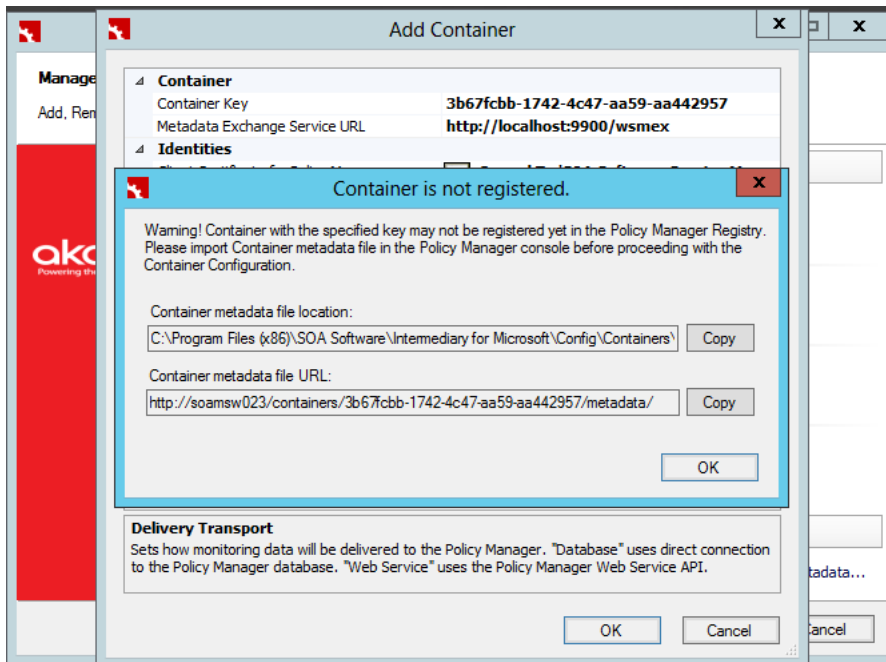 Add Container
x
x
Manage
Add, Rem
Container
Container Key 3b67fcbb-1742-4c47-aa59-aa442957
Metadata Exchange Service URL http://localhost:9900/wsmex
Identities
Container is not registered.
x
Warning! Container with the specified key may not be registered yet in the Policy Manager Registry.
Please import Container metadata file in the Policy Manager console before proceeding with the
Container Configuration.
Container metadata file location:
C:\Program Files (x86)\SOA Software\Intermediary for Microsoft\Config\Containers\
Copy
Container metadata file URL:
http://soamsw023/containers/3b67fcbb-1742-4c47-aa59-aa442957/metadata/
Copy
OK
Powering the
Delivery Transport
Sets how monitoring data will be delivered to the Policy Manager. "Database" uses direct connection
to the Policy Manager database. "Web Service" uses the Policy Manager Web Service API.
tadata...
OK
Cancel
Cancel